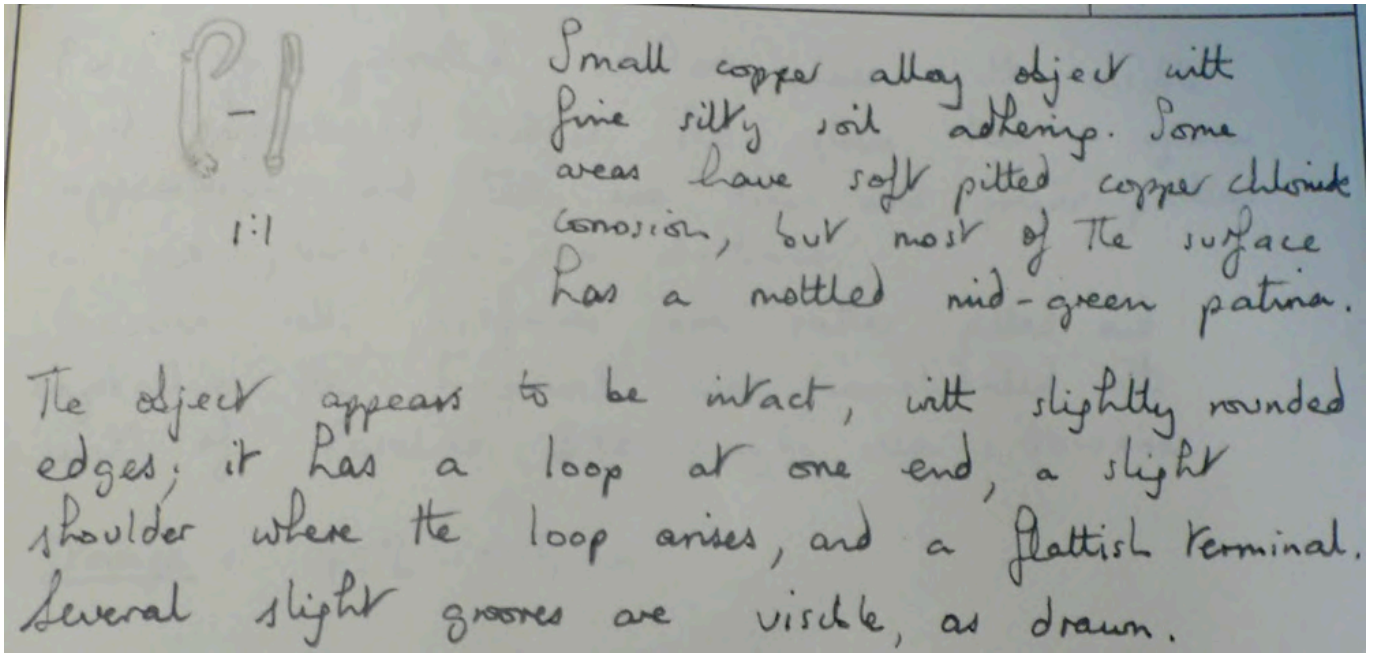 Small copper alloy object with
fine silty soil adhering. Some
areas have soft pitted copper chloride
corrosion, but most of the surface
has a mottled mid-green patina.
1:1
The object appears to be intact, with slightly rounded
edges; it has a loop at one end, a slight
shoulder where the loop arises, and a flattish terminal.
Several slight grooves are visible, as drawn.